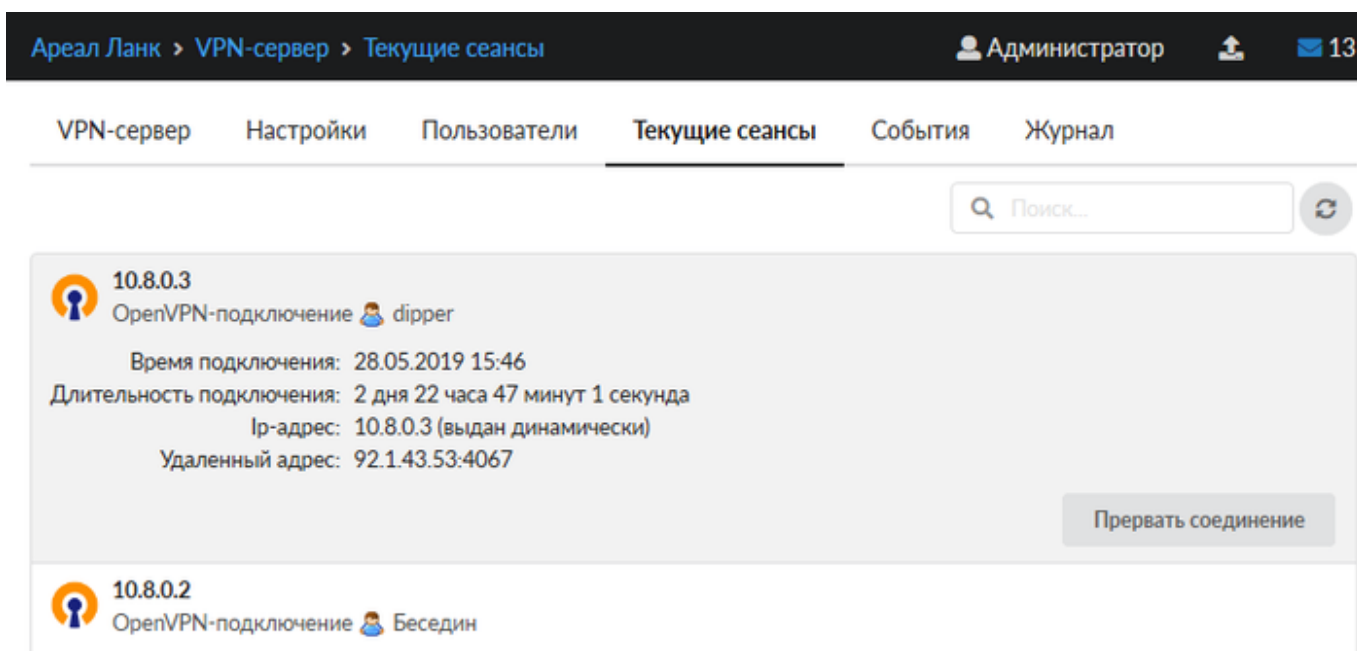 Ареал Ланк > VPN-сервер > Текущие сеансы Администратор 13
VPN-сервер Настройки Пользователи Текущие сеансы События Журнал
Поиск...
10.8.0.3
OpenVPN-подключение dipper
Время подключения: 28.05.2019 15:46
Длительность подключения: 2 дня 22 часа 47 минут 1 секунда
Ip-адрес: 10.8.0.3 (выдан динамически)
Удаленный адрес: 92.1.43.53:4067
Прервать соединение
10.8.0.2
OpenVPN-подключение Беседин